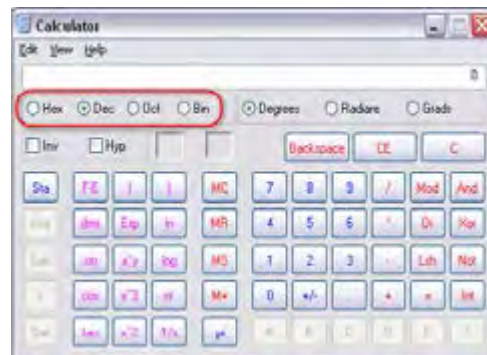 Calculator
Edit View Help
0
Hex Dec Oct Bin Degrees Radians Grads
Inv Hyp Backspace CE C
Sta F-E ( ) MC 7 8 9 / Mod And
dms Exp ln MR 4 5 6 * Or Xor
sin x^y log MS 1 2 3 - Lsh Not
cos x^3 n! M+ 0 +/- . + = Int
tan x^2 1/x pi A B C D E F